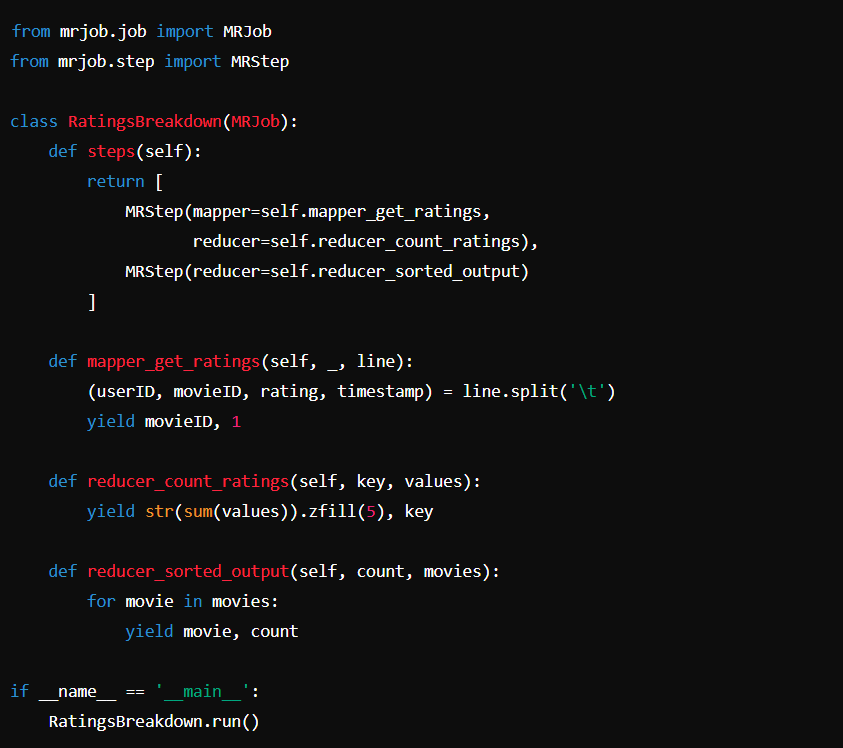 from mrjob.job import MRJob
from mrjob.step import MRStep

class RatingsBreakdown(MRJob):
    def steps(self):
        return [
            MRStep(mapper=self.mapper_get_ratings,
                   reducer=self.reducer_count_ratings),
            MRStep(reducer=self.reducer_sorted_output)
        ]

    def mapper_get_ratings(self, _, line):
        (userID, movieID, rating, timestamp) = line.split('\t')
        yield movieID, 1

    def reducer_count_ratings(self, key, values):
        yield str(sum(values)).zfill(5), key

    def reducer_sorted_output(self, count, movies):
        for movie in movies:
            yield movie, count

if __name__ == '__main__':
    RatingsBreakdown.run()